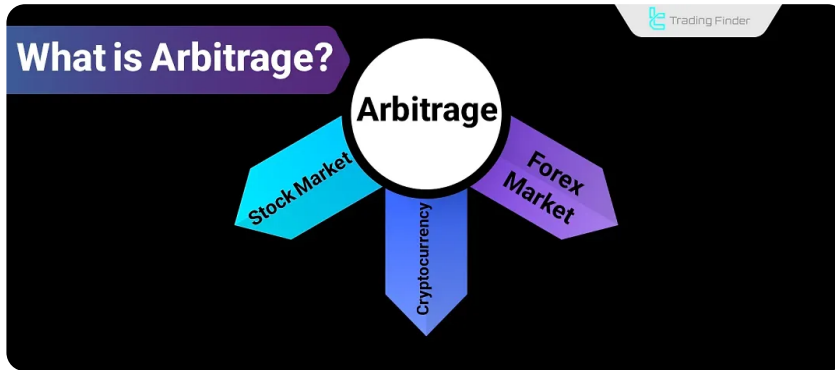 Trading Finder
What is Arbitrage?
Arbitrage
Stock Market
Cryptocurrency
Forex
Market